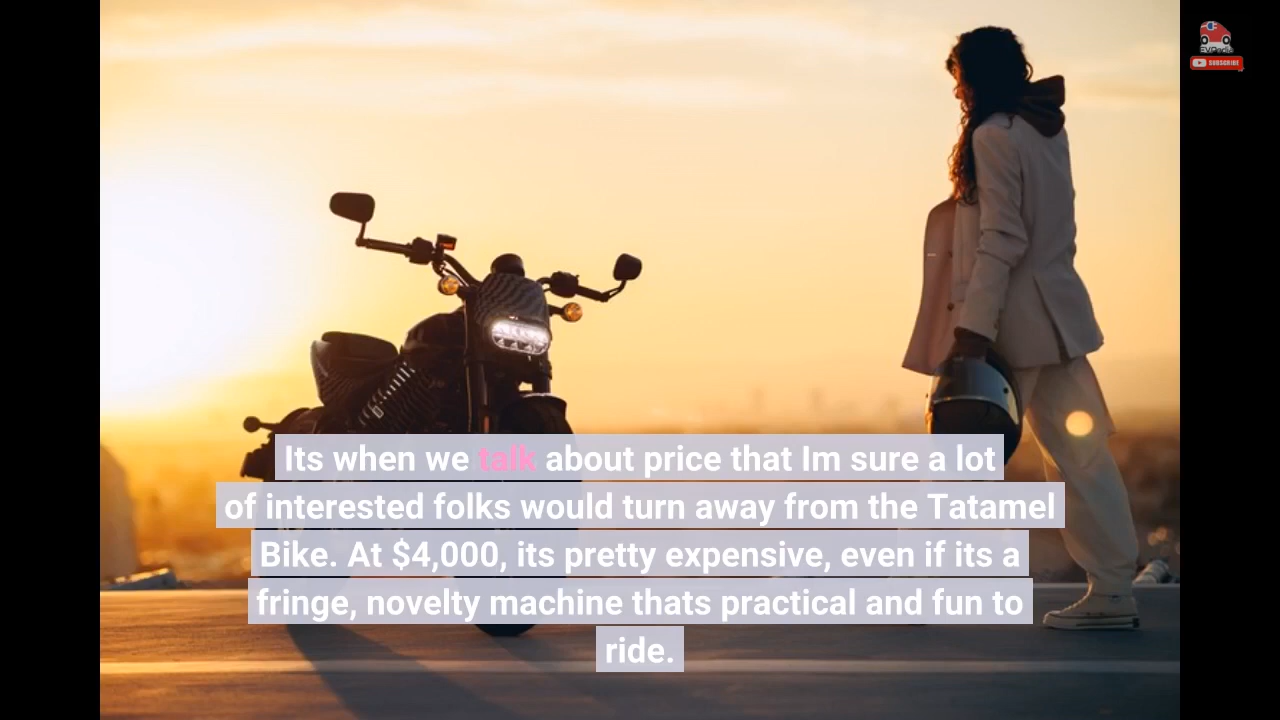 Its when we talk about price that Im sure a lot
of interested folks would turn away from the Tatamel
Bike. At $4,000, its pretty expensive, even if its a
fringe, novelty machine thats practical and fun to
ride.
SUBSCRIBE